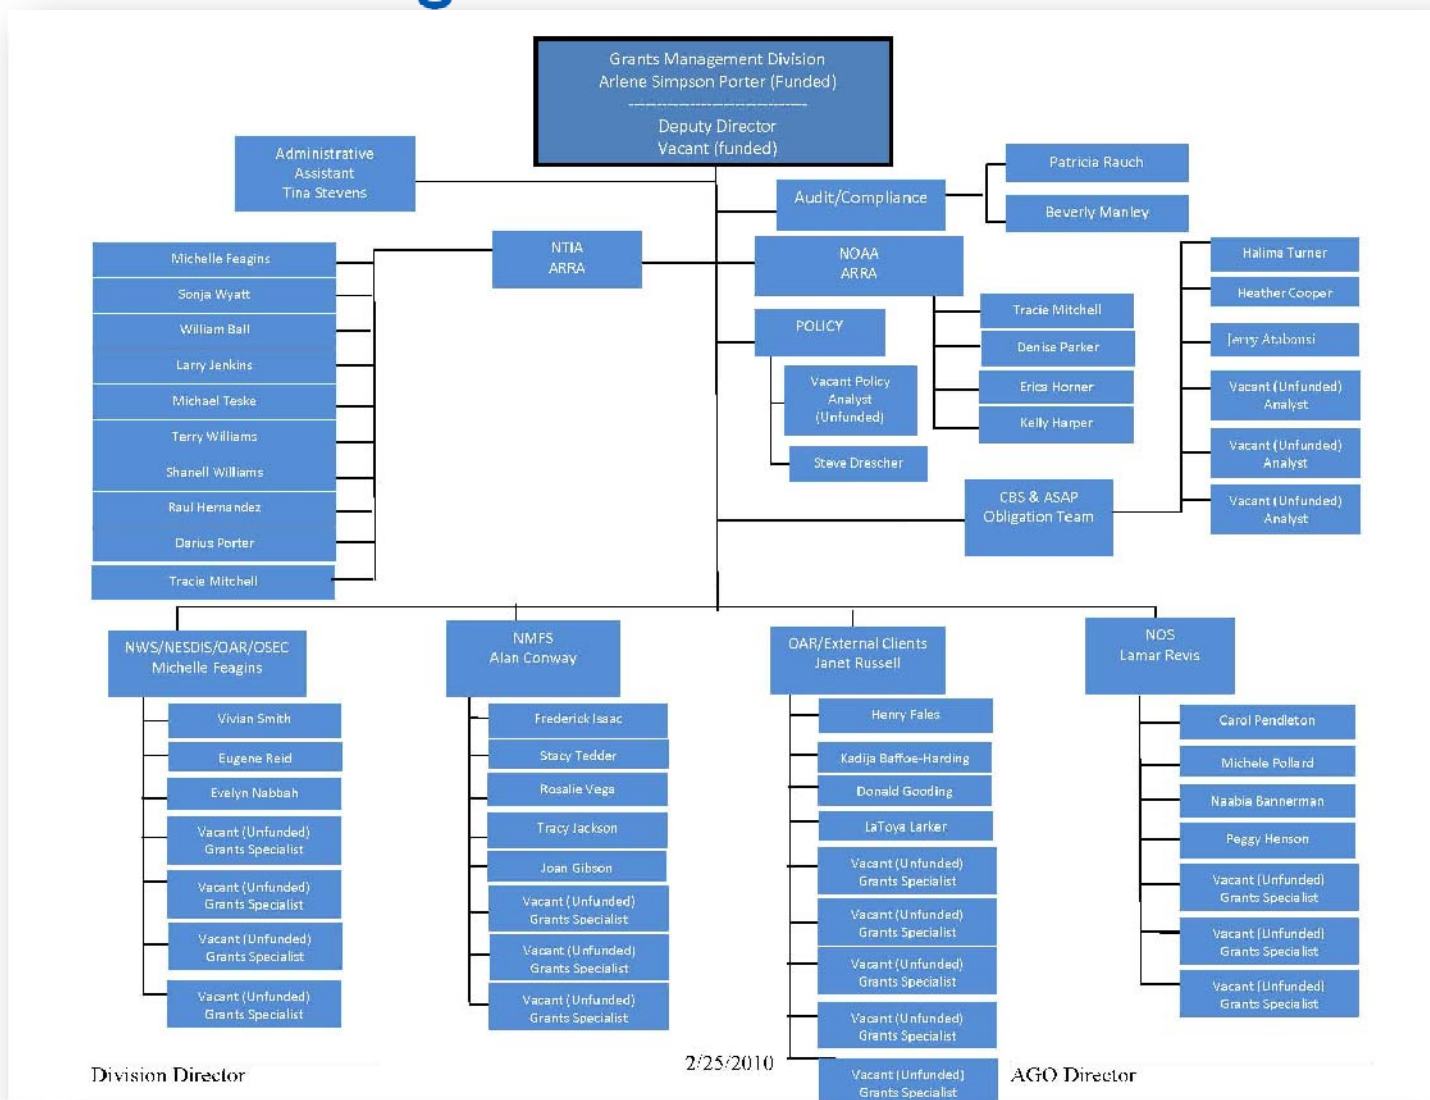 Grants Management Division
Arlene Simpson Porter (Funded)
--------------------------------
Deputy Director
Vacant (funded)
Administrative
Assistant
Tina Stevens
Audit/Compliance
Patricia Rauch
Beverly Manley
NTIA
ARRA
Michelle Feagins
Sonja Wyatt
William Ball
Larry Jenkins
Michael Teske
Terry Williams
Shanell Williams
Raul Hernandez
Darius Porter
Tracie Mitchell
NOAA
ARRA
Tracie Mitchell
Denise Parker
Erica Horner
Kelly Harper
POLICY
Vacant Policy
Analyst
(Unfunded)
Steve Drescher
CBS & ASAP
Obligation Team
Halima Turner
Heather Cooper
Jerry Atabansi
Vacant (Unfunded)
Analyst
Vacant (Unfunded)
Analyst
Vacant (Unfunded)
Analyst
NWS/NESDIS/OAR/OSEC
Michelle Feagins
Vivian Smith
Eugene Reid
Evelyn Nabbah
Vacant (Unfunded)
Grants Specialist
Vacant (Unfunded)
Grants Specialist
Vacant (Unfunded)
Grants Specialist
Vacant (Unfunded)
Grants Specialist
NMFS
Alan Conway
Frederick Isaac
Stacy Tedder
Rosalie Vega
Tracy Jackson
Joan Gibson
Vacant (Unfunded)
Grants Specialist
Vacant (Unfunded)
Grants Specialist
Vacant (Unfunded)
Grants Specialist
OAR/External Clients
Janet Russell
Henry Fales
Kadija Baffoe-Harding
Donald Gooding
LaToya Larker
Vacant (Unfunded)
Grants Specialist
Vacant (Unfunded)
Grants Specialist
Vacant (Unfunded)
Grants Specialist
Vacant (Unfunded)
Grants Specialist
Vacant (Unfunded)
Grants Specialist
NOS
Lamar Revis
Carol Pendleton
Michele Pollard
Naabia Bannerman
Peggy Henson
Vacant (Unfunded)
Grants Specialist
Vacant (Unfunded)
Grants Specialist
Vacant (Unfunded)
Grants Specialist
Division Director
2/25/2010
AGO Director